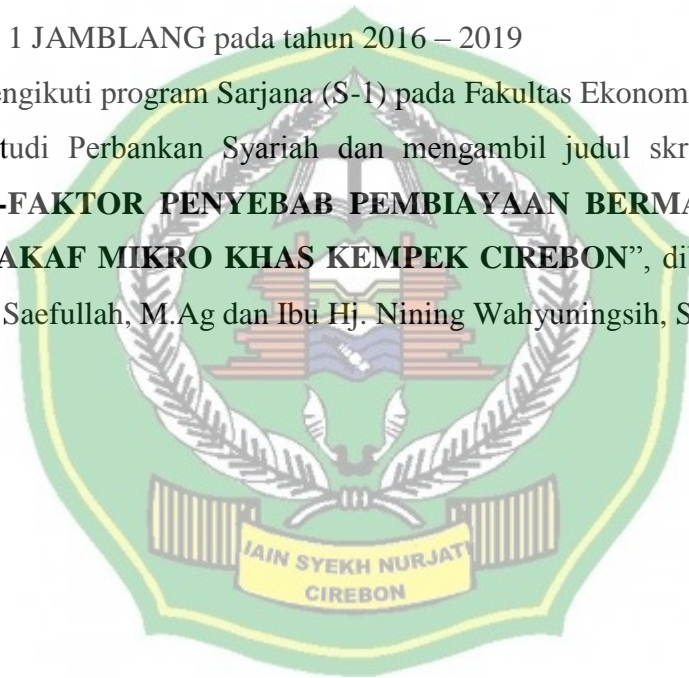 1 JAMBLANG pada tahun 2016 – 2019
engikuti program Sarjana (S-1) pada Fakultas Ekonom
tudi Perbankan Syariah dan mengambil judul skr
-FAKTOR PENYEBAB PEMBIAYAAN BERMA
AKAF MIKRO KHAS KEMPEK CIREBON”, di
Saefullah, M.Ag dan Ibu Hj. Nining Wahyuningsih, S
IAIN SYEKH NURJATI
CIREBON